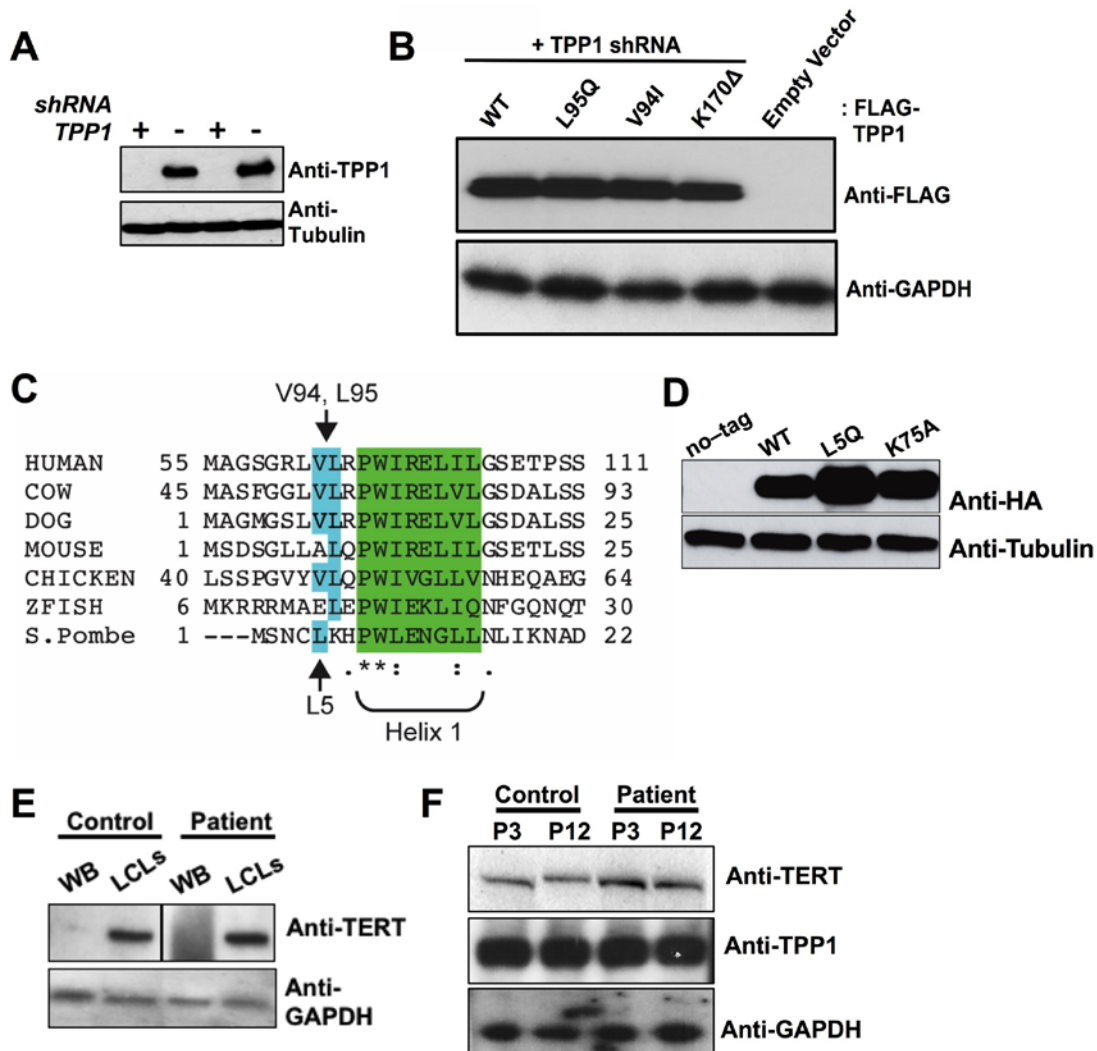 A
shRNA
TPP1 + - + -
Anti-TPP1
Anti-
Tubulin
B
+ TPP1 shRNA
WT L95Q V94I K170Δ Empty Vector
: FLAG-
TPP1
Anti-FLAG
Anti-GAPDH
C
V94, L95
HUMAN 55 MAGSGRLVLRPWIRELILGSETPSS 111
COW 45 MASFGGLVLRPWIRELVLGSDALSS 93
DOG 1 MAGMGSLVLRPWIRELVLGSDALSS 25
MOUSE 1 MSDSGLLALQPWIRELILGSETLSS 25
CHICKEN 40 LSSPGVYVLQPWIVGLLVNHEQAEG 64
ZFISH 6 MKRRRMAELEPWIEKLIQNFGQNQT 30
S.Pombe 1 ---MSNCLKHPWLENGLLNLIKNAD 22
.**: : .
L5
Helix 1
D
no-tag WT L5Q K75A
Anti-HA
Anti-Tubulin
E
Control Patient
WB LCLs WB LCLs
Anti-TERT
Anti-
GAPDH
F
Control Patient
P3 P12 P3 P12
Anti-TERT
Anti-TPP1
Anti-GAPDH